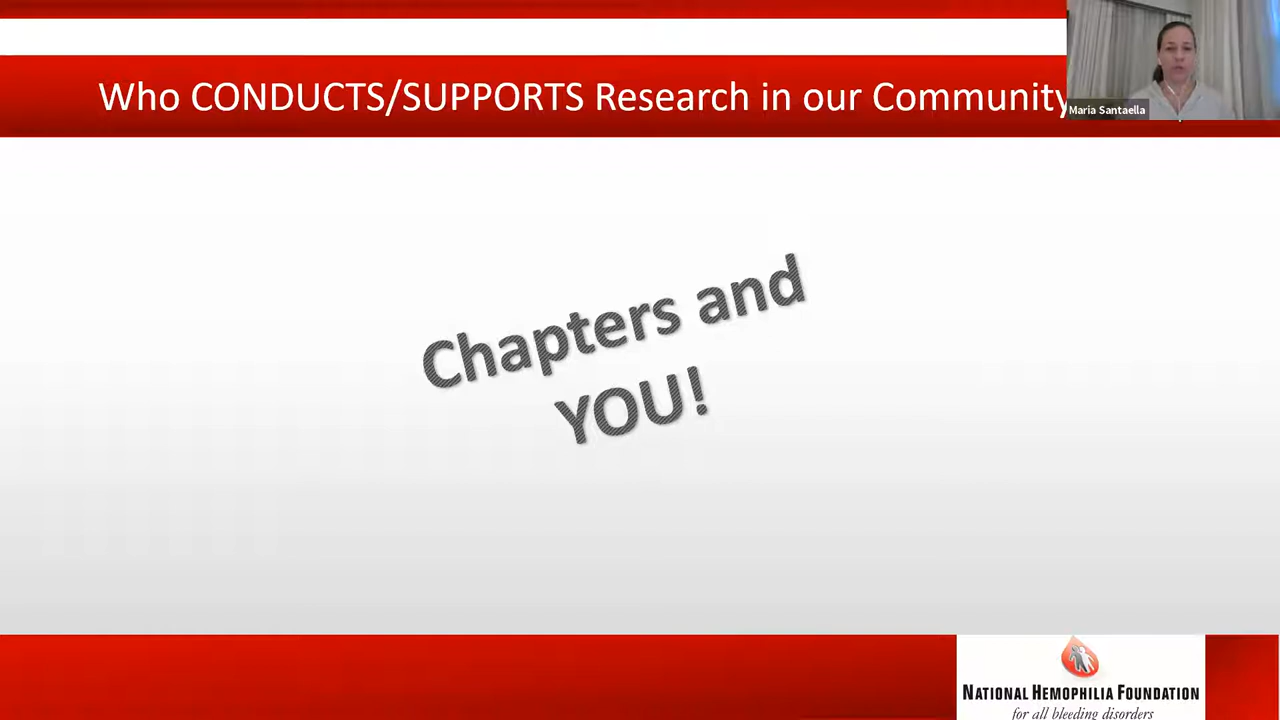 Who CONDUCTS/SUPPORTS Research in our Community
Maria Santaella
Chapters and
YOU!
NATIONAL HEMOPHILIA FOUNDATION
for all bleeding disorders